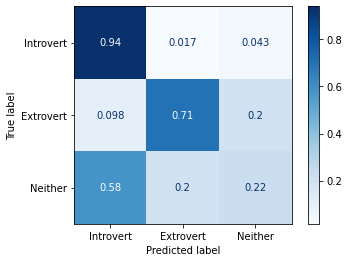 True label
Introvert 0.94 0.017 0.043
Extrovert 0.098 0.71 0.2
Neither 0.58 0.2 0.22
Introvert Extrovert Neither
Predicted label
0.8
0.6
0.4
0.2